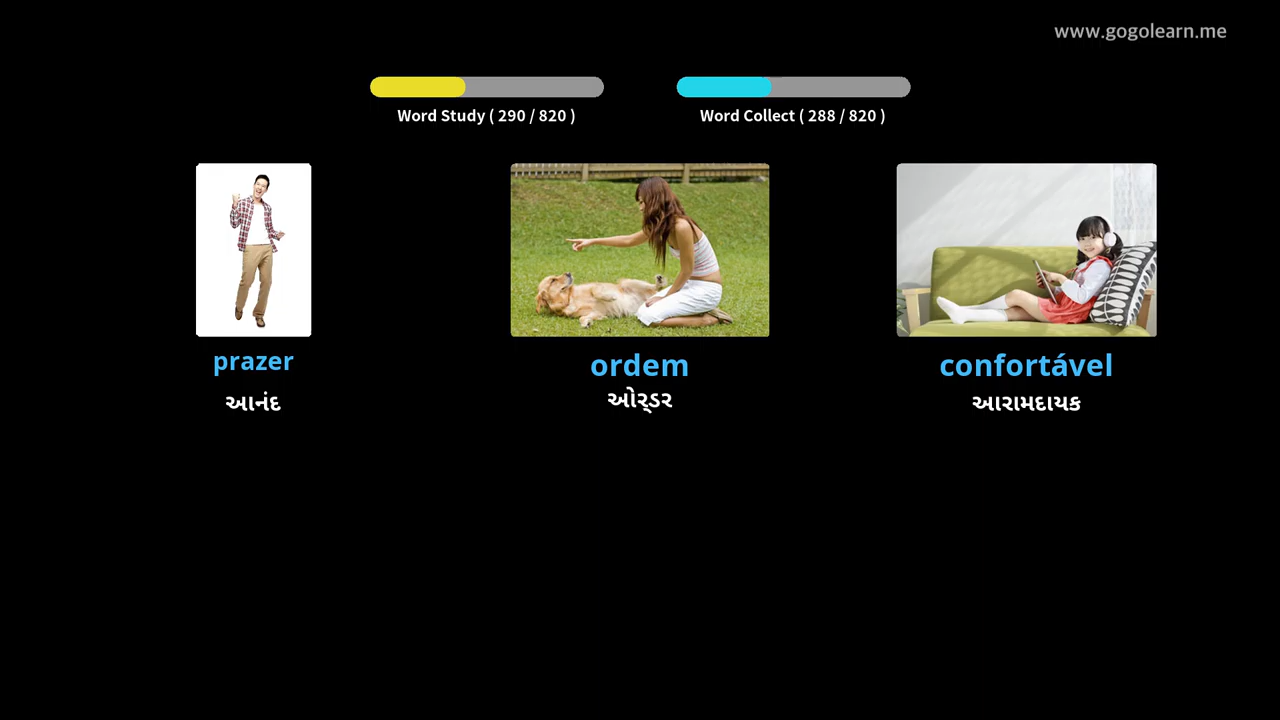 www.gogolearn.me
Word Study ( 290 / 820 )
Word Collect ( 288 / 820 )
prazer
ordem
confortável
આનંદ
ઓર્ડર
આરામદાયક